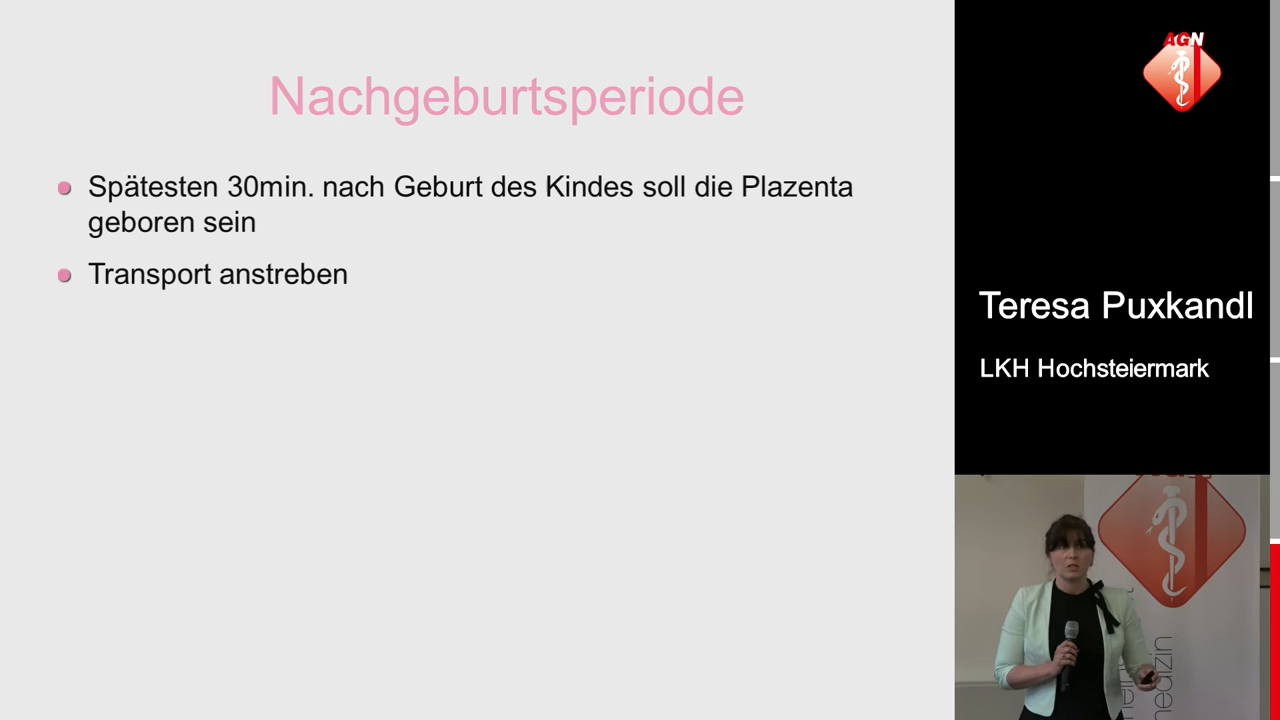 Nachgeburtsperiode
Spätesten 30min. nach Geburt des Kindes soll die Plazenta
geboren sein
Transport anstreben
AGN
Teresa Puxkandl
LKH Hochsteiermark